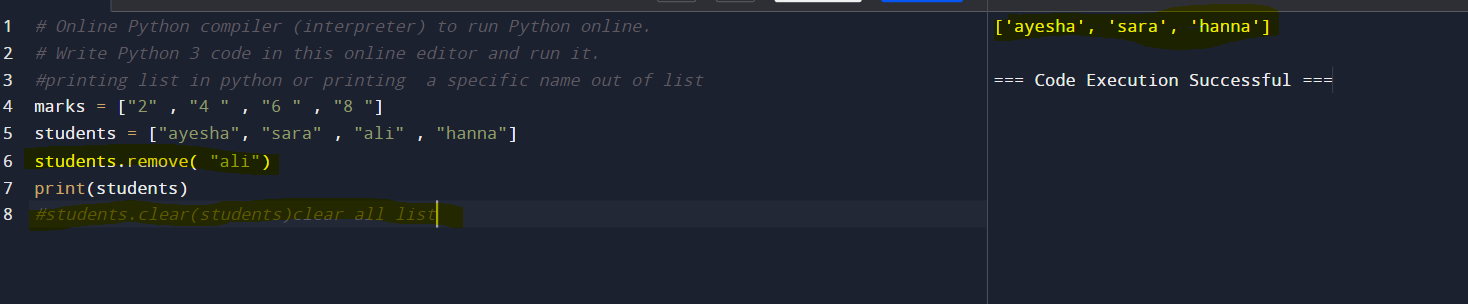 1 # Online Python compiler (interpreter) to run Python online.
2 # Write Python 3 code in this online editor and run it.
3 #printing list in python or printing  a specific name out of list
4 marks = ["2" , "4 " , "6 " , "8 "]
5 students = ["ayesha", "sara" , "ali" , "hanna"]
6 students.remove( "ali")
7 print(students)
8 #students.clear(students)clear all list
['ayesha', 'sara', 'hanna']
=== Code Execution Successful ===